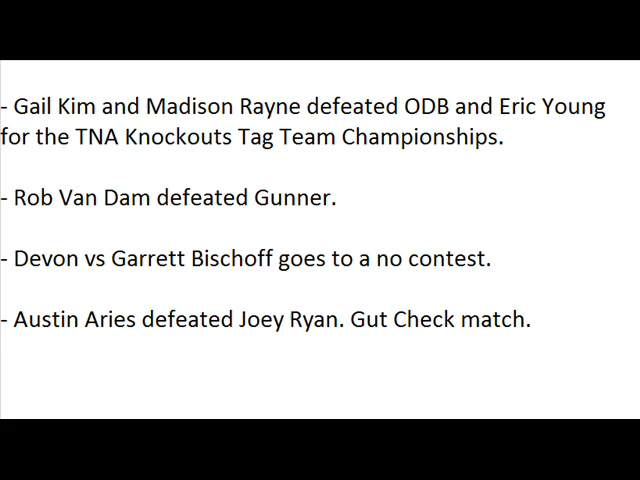 - Gail Kim and Madison Rayne defeated ODB and Eric Young
for the TNA Knockouts Tag Team Championships.
- Rob Van Dam defeated Gunner.
- Devon vs Garrett Bischoff goes to a no contest.
- Austin Aries defeated Joey Ryan. Gut Check match.